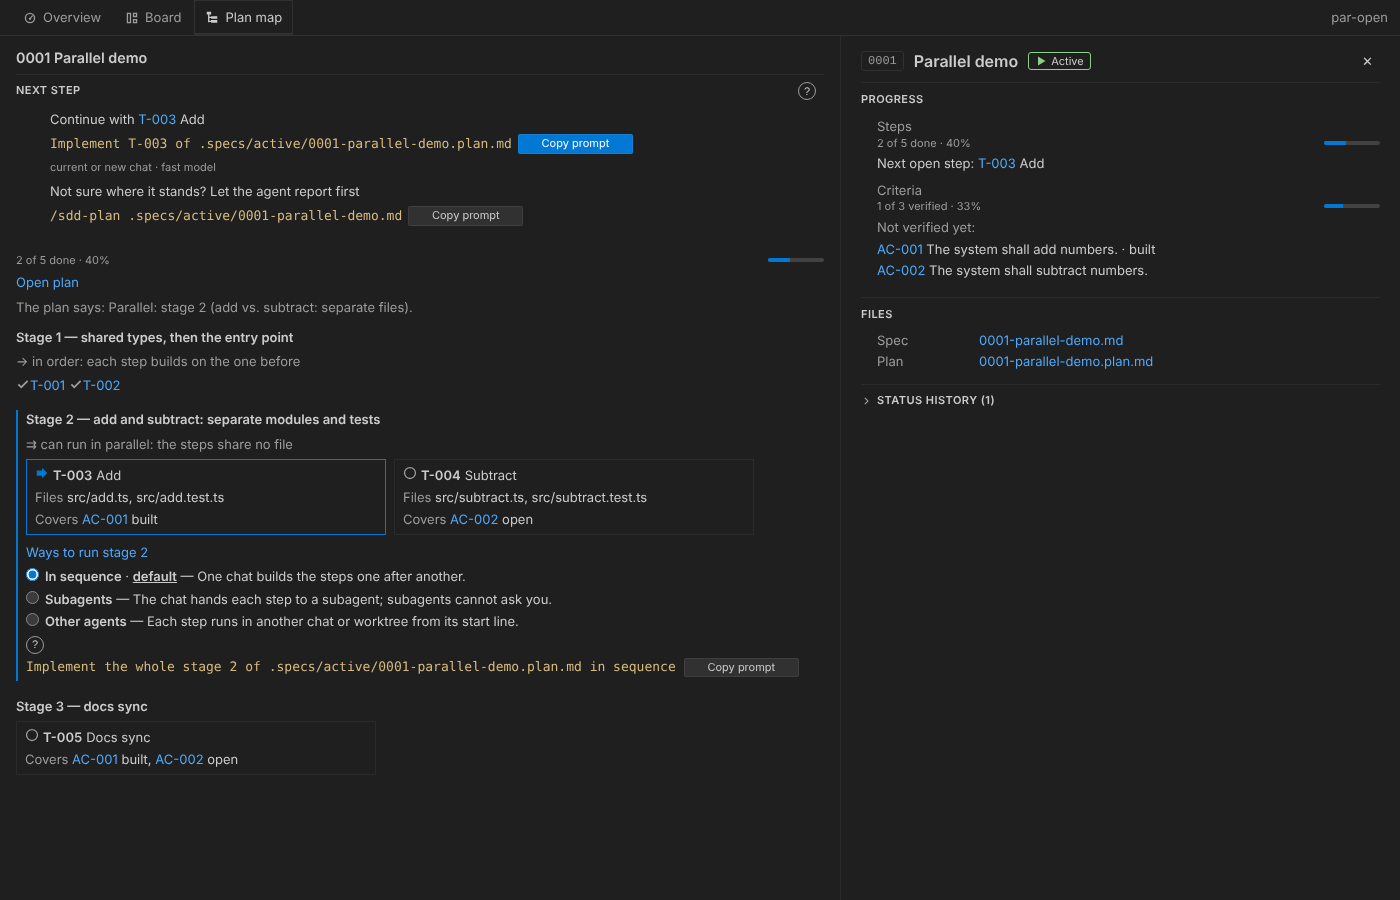 Overview
Board
Plan map
par-open
0001 Parallel demo
NEXT STEP
?
Continue with T-003 Add
Implement T-003 of .specs/active/0001-parallel-demo.plan.md Copy prompt
current or new chat · fast model
Not sure where it stands? Let the agent report first
/sdd-plan .specs/active/0001-parallel-demo.md Copy prompt
2 of 5 done · 40%
Open plan
The plan says: Parallel: stage 2 (add vs. subtract: separate files).
Stage 1 — shared types, then the entry point
→ in order: each step builds on the one before
✓ T-001 ✓ T-002
Stage 2 — add and subtract: separate modules and tests
⇉ can run in parallel: the steps share no file
T-003 Add
Files src/add.ts, src/add.test.ts
Covers AC-001 built
T-004 Subtract
Files src/subtract.ts, src/subtract.test.ts
Covers AC-002 open
Ways to run stage 2
In sequence · default — One chat builds the steps one after another.
Subagents — The chat hands each step to a subagent; subagents cannot ask you.
Other agents — Each step runs in another chat or worktree from its start line.
?
Implement the whole stage 2 of .specs/active/0001-parallel-demo.plan.md in sequence Copy prompt
Stage 3 — docs sync
T-005 Docs sync
Covers AC-001 built, AC-002 open
0001 Parallel demo Active ×
PROGRESS
Steps
2 of 5 done · 40%
Next open step: T-003 Add
Criteria
1 of 3 verified · 33%
Not verified yet:
AC-001 The system shall add numbers. · built
AC-002 The system shall subtract numbers.
FILES
Spec 0001-parallel-demo.md
Plan 0001-parallel-demo.plan.md
STATUS HISTORY (1)